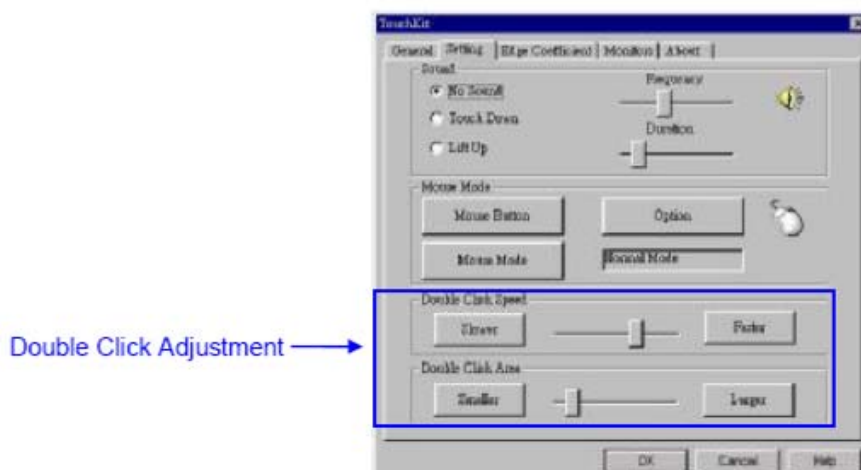 TouchKit
General Setting Edge Coefficient Monitors About
Sound
No Sound
Touch Down
Lift Up
Frequency
Duration
Mouse Mode
Mouse Button
Option
Mouse Mode
Normal Mode
Double Click Speed
Slower
Faster
Double Click Adjustment
Double Click Area
Smaller
Larger
OK
Cancel
Help